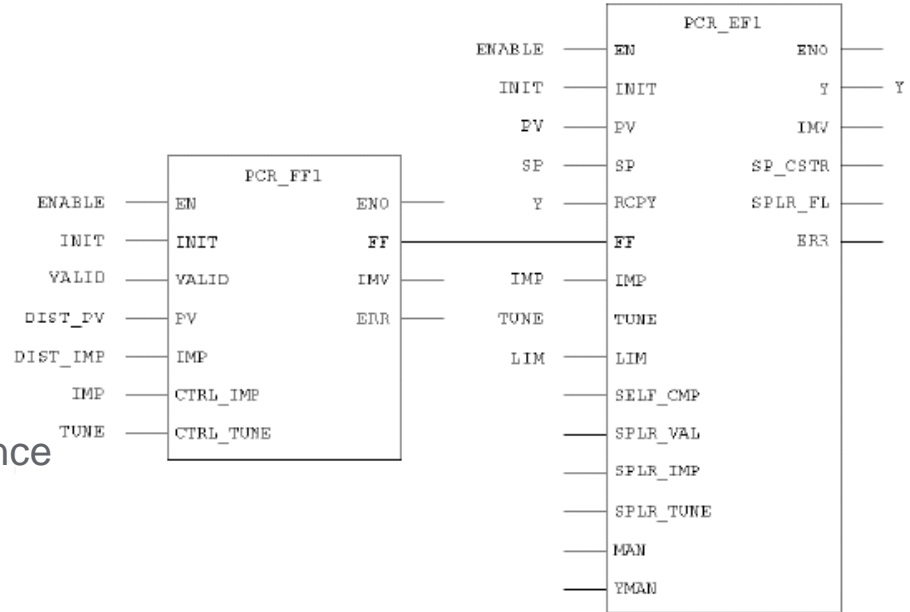 PCR_EF1
ENABLE EN ENO
INIT INIT Y Y
PV PV IMV
SP SP SP_CSTR
Y RCPY SPLR_FL
FF ERR
IMP IMP
TUNE TUNE
LIM LIM
SELF_CMP
SPLR_VAL
SPLR_IMP
SPLR_TUNE
MAN
YMAN
PCR_FF1
ENABLE EN ENO
INIT INIT FF
VALID VALID IMV
DIST_PV PV ERR
DIST_IMP IMP
IMP CTRL_IMP
TUNE CTRL_TUNE
nce